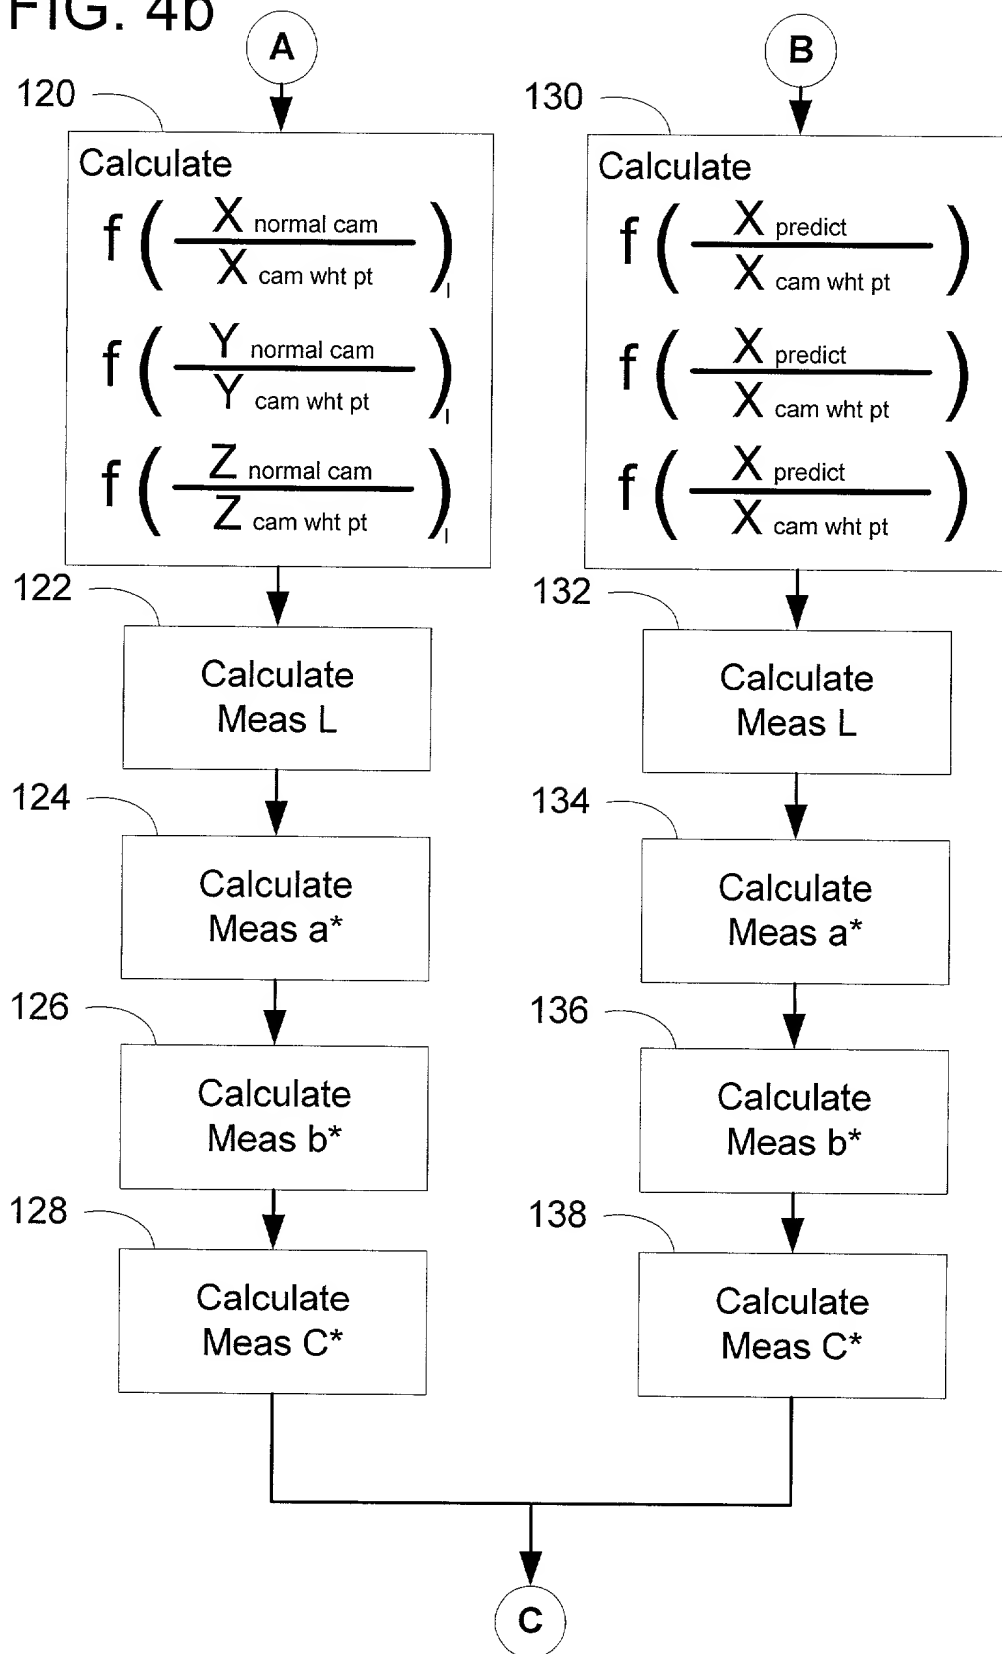 FIG. 4b
A
120
Calculate
f ( X normal cam
X cam wht pt )
f ( Y normal cam
Y cam wht pt )
f ( Z normal cam
Z cam wht pt )
122
Calculate
Meas L
124
Calculate
Meas a*
126
Calculate
Meas b*
128
Calculate
Meas C*
B
130
Calculate
f ( X predict
X cam wht pt )
f ( X predict
X cam wht pt )
f ( X predict
X cam wht pt )
132
Calculate
Meas L
134
Calculate
Meas a*
136
Calculate
Meas b*
138
Calculate
Meas C*
C